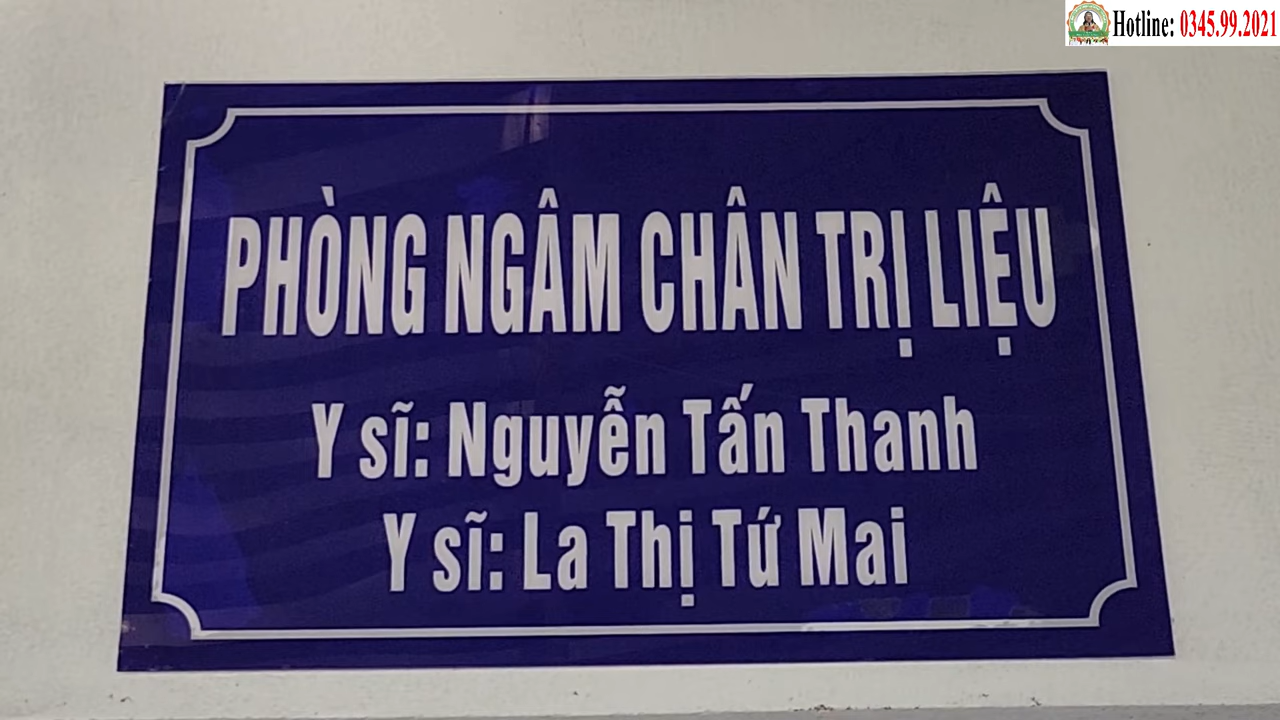 Hotline: 0345.99.2021
PHÒNG NGÂM CHÂN TRỊ LIỆU
Y sĩ: Nguyễn Tấn Thanh
Y sĩ: La Thị Tứ Mai